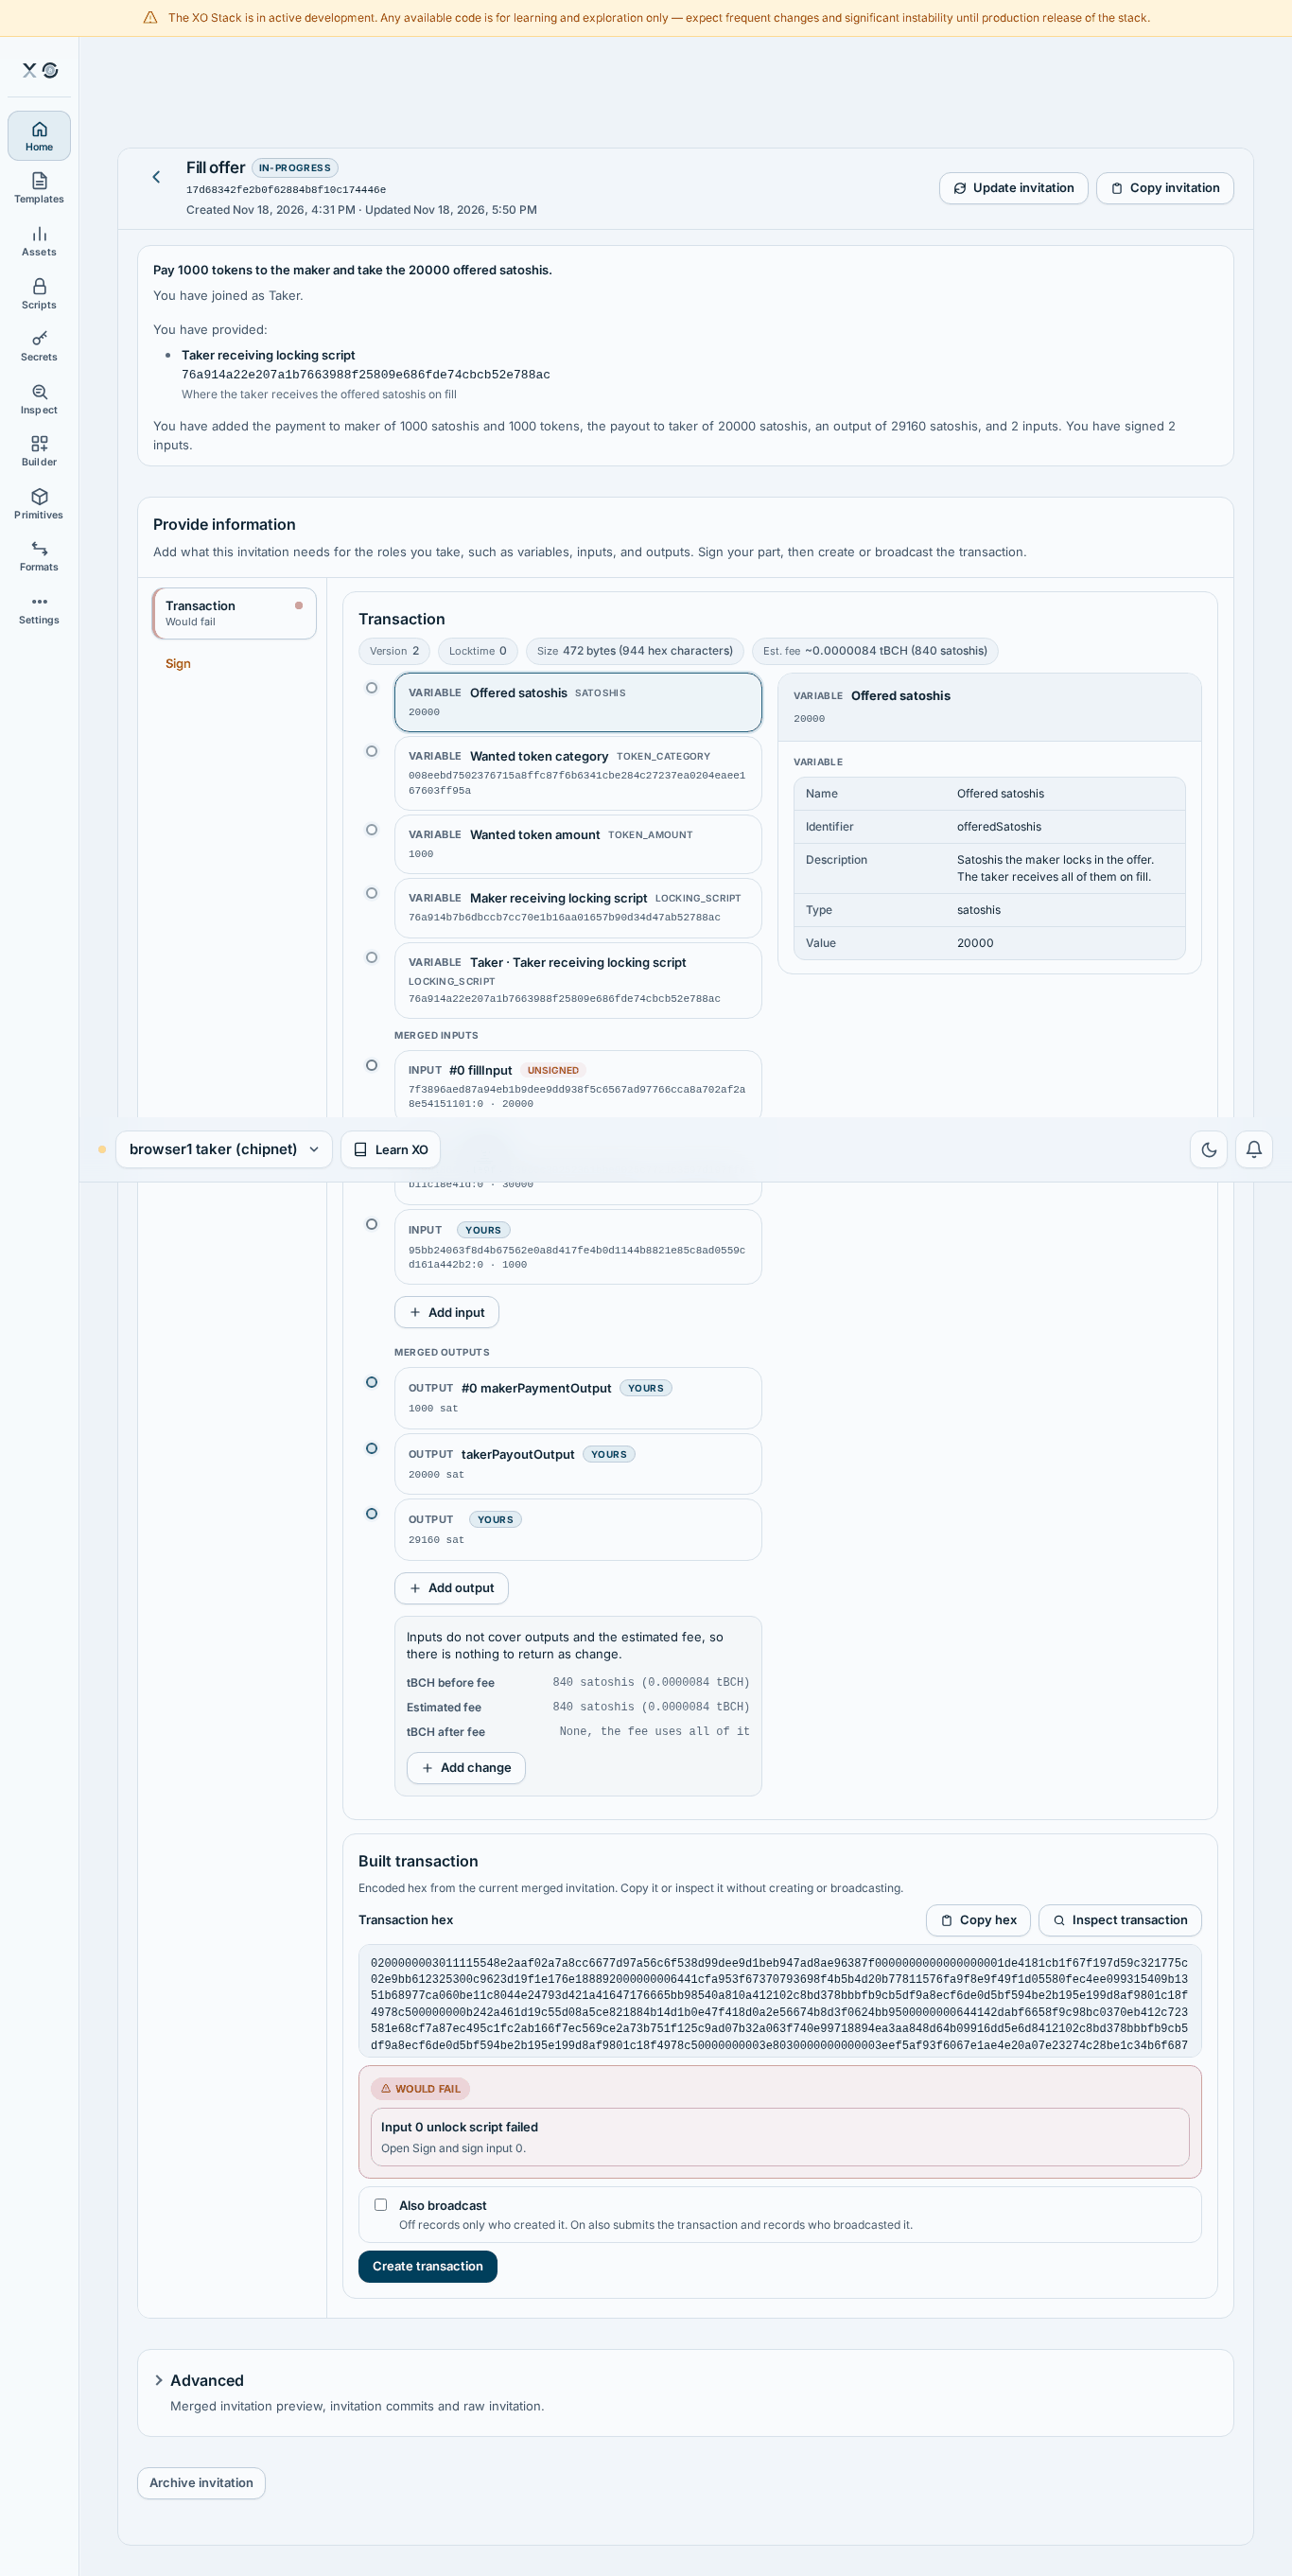 The XO Stack is in active development. Any available code is for learning and exploration only — expect frequent changes and significant instability until production release of the stack.
XO
Home
Templates
Assets
Scripts
Secrets
Inspect
Builder
Primitives
Formats
Settings
Fill offer IN-PROGRESS
17d68342fe2b0f62884b8f10c174446e
Created Nov 18, 2026, 4:31 PM · Updated Nov 18, 2026, 5:50 PM
Update invitation
Copy invitation
Pay 1000 tokens to the maker and take the 20000 offered satoshis.
You have joined as Taker.
You have provided:
Taker receiving locking script
76a914a22e207a1b7663988f25809e686fde74cbcb52e788ac
Where the taker receives the offered satoshis on fill
You have added the payment to maker of 1000 satoshis and 1000 tokens, the payout to taker of 20000 satoshis, an output of 29160 satoshis, and 2 inputs. You have signed 2
inputs.
Provide information
Add what this invitation needs for the roles you take, such as variables, inputs, and outputs. Sign your part, then create or broadcast the transaction.
Transaction
Would fail
Sign
Transaction
Version 2
Locktime 0
Size 472 bytes (944 hex characters)
Est. fee ~0.0000084 tBCH (840 satoshis)
VARIABLE Offered satoshis SATOSHIS
20000
VARIABLE Wanted token category TOKEN_CATEGORY
008eebd7502376715a8ffc87f6b6341cbe284c27237ea0204eaee1
67603ff95a
VARIABLE Wanted token amount TOKEN_AMOUNT
1000
VARIABLE Maker receiving locking script LOCKING_SCRIPT
76a914b7b6dbccb7cc70e1b16aa01657b90d34d47ab52788ac
VARIABLE Taker · Taker receiving locking script
LOCKING_SCRIPT
76a914a22e207a1b7663988f25809e686fde74cbcb52e788ac
VARIABLE Offered satoshis
20000
VARIABLE
Name Offered satoshis
Identifier offeredSatoshis
Description Satoshis the maker locks in the offer.
The taker receives all of them on fill.
Type satoshis
Value 20000
MERGED INPUTS
INPUT #0 fillInput UNSIGNED
7f3896aed87a94eb1b9dee9dd938f5c6567ad97766cca8a702af2a
8e54151101:0 · 20000
browser1 taker (chipnet)
Learn XO
b11c18e41d:0 · 30000
INPUT YOURS
95bb24063f8d4b67562e0a8d417fe4b0d1144b8821e85c8ad0559c
d161a442b2:0 · 1000
Add input
MERGED OUTPUTS
OUTPUT #0 makerPaymentOutput YOURS
1000 sat
OUTPUT takerPayoutOutput YOURS
20000 sat
OUTPUT YOURS
29160 sat
Add output
Inputs do not cover outputs and the estimated fee, so
there is nothing to return as change.
tBCH before fee 840 satoshis (0.0000084 tBCH)
Estimated fee 840 satoshis (0.0000084 tBCH)
tBCH after fee None, the fee uses all of it
Add change
Built transaction
Encoded hex from the current merged invitation. Copy it or inspect it without creating or broadcasting.
Transaction hex
Copy hex
Inspect transaction
0200000003011115548e2aaf02a7a8cc6677d97a56c6f538d99dee9d1beb947ad8ae96387f0000000000000000001de4181cb1f67f197d59c321775c
02e9bb612325300c9623d19f1e176e188892000000006441cfa953f67370793698f4b5b4d20b77811576fa9f8e9f49f1d05580fec4ee099315409b13
51b68977ca060be11c8044e24793d421a41647176665bb98540a810a412102c8bd378bbbfb9cb5df9a8ecf6de0d5bf594be2b195e199d8af9801c18f
4978c500000000b242a461d19c55d08a5ce821884b14d1b0e47f418d0a2e56674b8d3f0624bb9500000000644142dabf6658f9c98bc0370eb412c723
581e68cf7a87ec495c1fc2ab166f7ec569ce2a73b751f125c9ad07b32a063f740e99718894ea3aa848d64b09916dd5e6d8412102c8bd378bbbfb9cb5
df9a8ecf6de0d5bf594be2b195e199d8af9801c18f4978c50000000003e8030000000000003eef5af93f6067e1ae4e20a07e23274c28be1c34b6f687
WOULD FAIL
Input 0 unlock script failed
Open Sign and sign input 0.
Also broadcast
Off records only who created it. On also submits the transaction and records who broadcasted it.
Create transaction
Advanced
Merged invitation preview, invitation commits and raw invitation.
Archive invitation